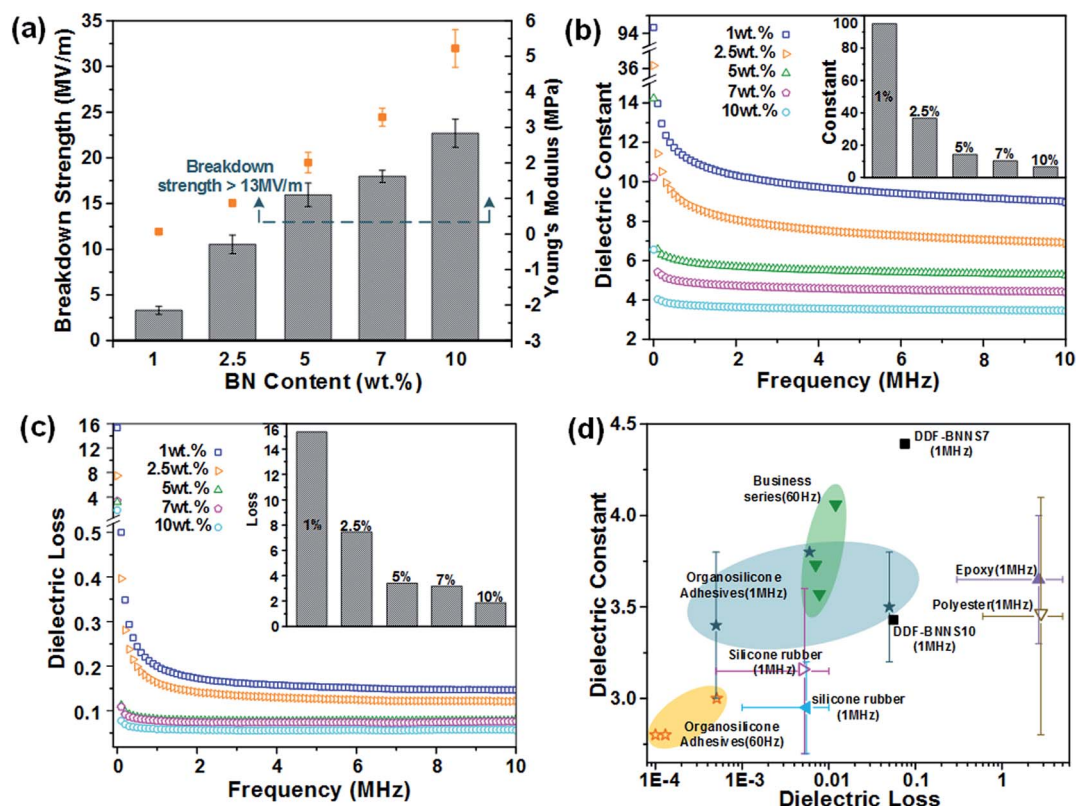 (a)
Breakdown Strength (MV/m)
35
30
25
20
15
10
5
0
Breakdown
strength > 13MV/m
6
5
4
3
2
1
0
-1
-2
-3
Young's Modulus (MPa)
1 2.5 5 7 10
BN Content (wt.%)
(b)
Dielectric Constant
94
36
14
12
10
8
6
4
2
1wt.%
2.5wt.%
5wt.%
7wt.%
10wt.%
Constant
100
80
60
40
20
0
1%
2.5%
5%
7%
10%
0 2 4 6 8 10
Frequency (MHz)
(c)
Dielectric Loss
16
12
8
4
0.5
0.4
0.3
0.2
0.1
1wt.%
2.5wt.%
5wt.%
7wt.%
10wt.%
Loss
16
14
12
10
8
6
4
2
0
1%
2.5%
5%
7%
10%
0 2 4 6 8 10
Frequency (MHz)
(d)
Dielectric Constant
4.5
4.0
3.5
3.0
DDF-BNNS7
(1MHz)
Business
series(60Hz)
Organosilicone
Adhesives(1MHz)
Epoxy(1MHz)
Polyester(1MHz)
DDF-BNNS10
(1MHz)
Silicone rubber
(1MHz)
silicone rubber
(1MHz)
Organosilicone
Adhesives(60Hz)
1E-4 1E-3 0.01 0.1 1
Dielectric Loss